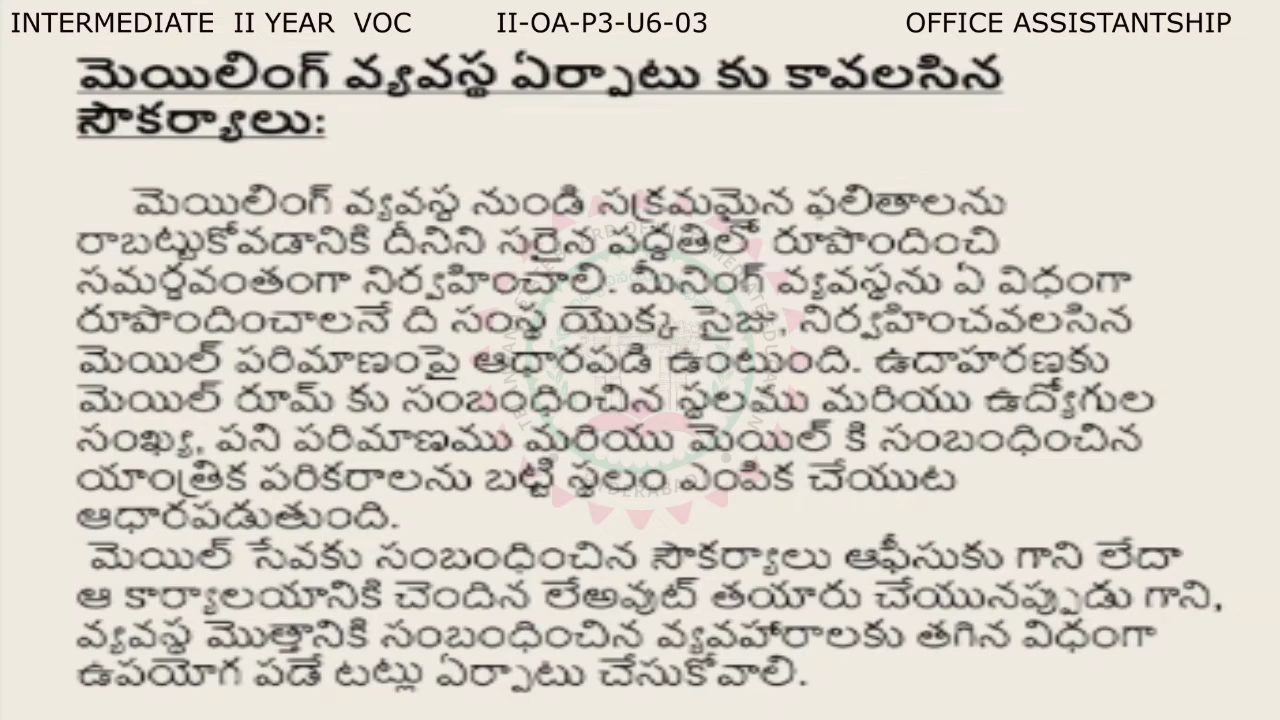 INTERMEDIATE  II YEAR  VOC II-OA-P3-U6-03 OFFICE ASSISTANTSHIP
మెయిలింగ్ వ్యవస్థ ఏర్పాటు కు కావలసిన
సౌకర్యాలు:
మెయిలింగ్ వ్యవస్థ నుండి సక్రమమైన ఫలితాలను
రాబట్టుకోవడానికి దీనిని సరైన పద్దతిలో రూపొందించి
సమర్థవంతంగా నిర్వహించాలి. మీనింగ్ వ్యవస్థను ఏ విధంగా
రూపొందించాలనే ది సంస్థ యొక్క సైజు, నిర్వహించవలసిన
మెయిల్ పరిమాణంపై ఆధారపడి ఉంటుంది. ఉదాహరణకు
మెయిల్ రూమ్ కు సంబంధించిన స్థలము మరియు ఉద్యోగుల
సంఖ్య, పని పరిమాణము మరియు మెయిల్ కి సంబంధించిన
యాంత్రిక పరికరాలను బట్టి స్థలం ఎంపిక చేయుట
ఆధారపడుతుంది.
మెయిల్ సేవకు సంబంధించిన సౌకర్యాలు ఆఫీసుకు గాని లేదా
ఆ కార్యాలయానికి చెందిన లేఅవుట్ తయారు చేయునప్పుడు గాని,
వ్యవస్థ మొత్తానికి సంబంధించిన వ్యవహారాలకు తగిన విధంగా
ఉపయోగ పడే టట్లు ఏర్పాటు చేసుకోవాలి.